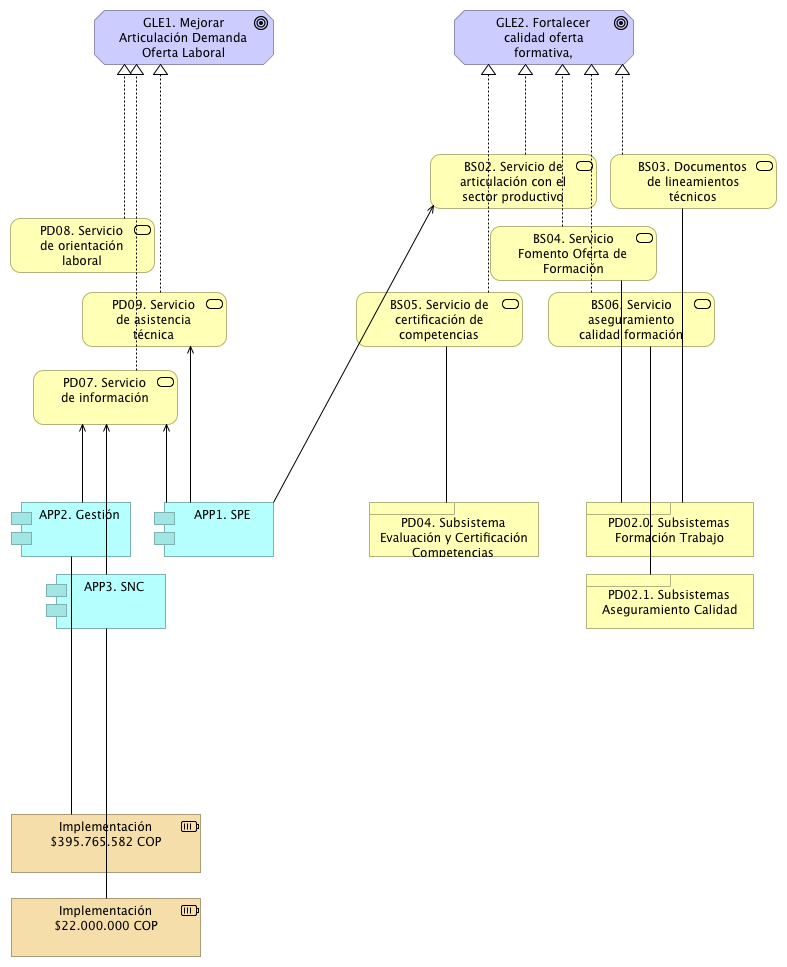 GLE1. Mejorar
Articulación Demanda
Oferta Laboral
GLE2. Fortalecer
calidad oferta
formativa,
BS02. Servicio de
articulación con el
sector productivo
BS03. Documentos
de lineamientos
técnicos
PD08. Servicio
de orientación
laboral
BS04. Servicio
Fomento Oferta de
Formación
PD09. Servicio
de asistencia
técnica
BS05. Servicio de
certificación de
competencias
BS06. Servicio
aseguramiento
calidad formación
PD07. Servicio
de información
APP2. Gestión
APP1. SPE
PD04. Subsistema
Evaluación y Certificación
Competencias
PD02.0. Subsistemas
Formación Trabajo
APP3. SNC
PD02.1. Subsistemas
Aseguramiento Calidad
Implementación
$395.765.582 COP
Implementación
$22.000.000 COP